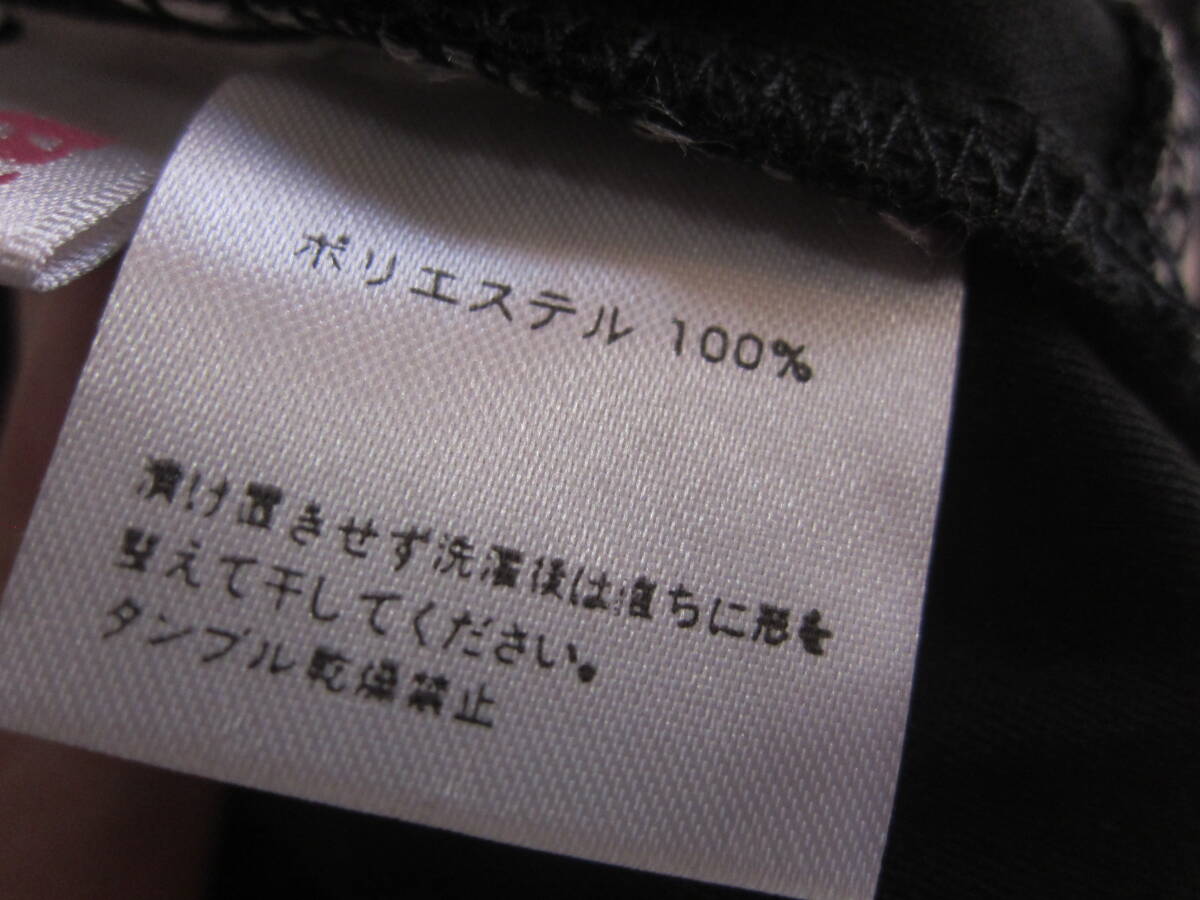 ポリエステル 100%
漬け置きせず洗濯後は直ちに形を
整えて干してください。
タンブル乾燥禁止